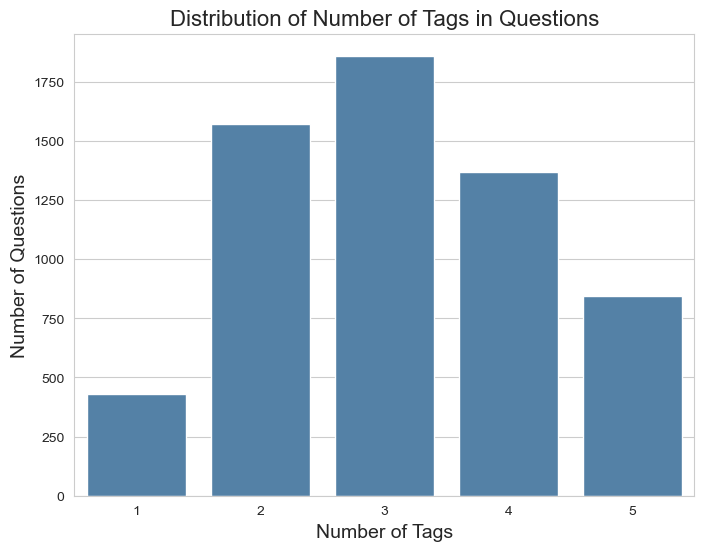 Distribution of Number of Tags in Questions
Number of Questions
1750
1500
1250
1000
750
500
250
0
1 2 3 4 5
Number of Tags